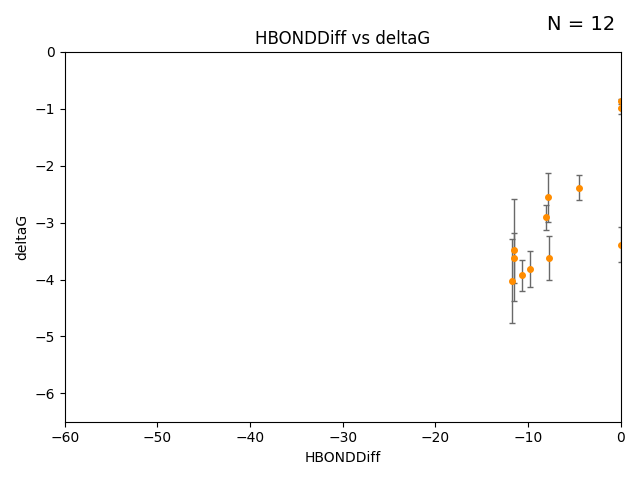 N = 12
HBONDDiff vs deltaG
0
−1
−2
−3
−4
−5
−6
deltaG
−60 −50 −40 −30 −20 −10 0
HBONDDiff